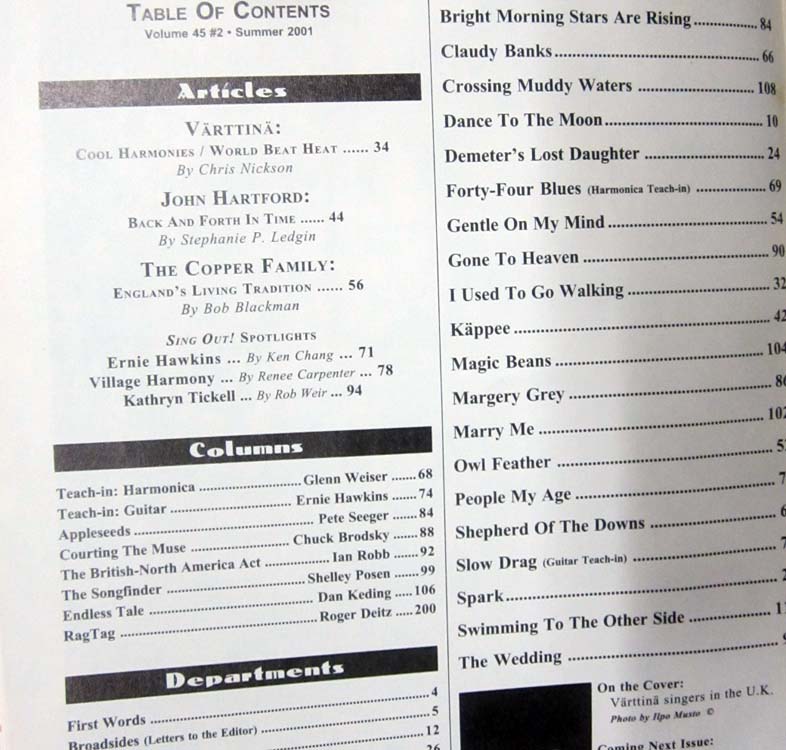 TABLE OF CONTENTS
Volume 45 #2 • Summer 2001
Articles
VÄRTTINÄ:
COOL HARMONIES / WORLD BEAT HEAT ...... 34
By Chris Nickson
JOHN HARTFORD:
BACK AND FORTH IN TIME ...... 44
By Stephanie P. Ledgin
THE COPPER FAMILY:
ENGLAND'S LIVING TRADITION ...... 56
By Bob Blackman
SING OUT! SPOTLIGHTS
Ernie Hawkins ... By Ken Chang ... 71
Village Harmony ... By Renee Carpenter ... 78
Kathryn Tickell ... By Rob Weir ... 94
Columns
Teach-in: Harmonica ........ Glenn Weiser ....... 68
Teach-in: Guitar ........ Ernie Hawkins ...... 74
Appleseeds ........ Pete Seeger ....... 84
Courting The Muse ........ Chuck Brodsky ....... 88
The British-North America Act ........ Ian Robb ....... 92
The Songfinder ........ Shelley Posen ....... 99
Endless Tale ........ Dan Keding ..... 106
RagTag ........ Roger Deitz ..... 200
Departments
First Words ........ 4
Broadsides (Letters to the Editor) ........ 5
12
26
Bright Morning Stars Are Rising ........ 84
Claudy Banks ........ 66
Crossing Muddy Waters ........ 108
Dance To The Moon ........ 10
Demeter's Lost Daughter ........ 24
Forty-Four Blues (Harmonica Teach-in) ........ 69
Gentle On My Mind ........ 54
Gone To Heaven ........ 90
I Used To Go Walking ........ 32
Käppee ........ 42
Magic Beans ........ 104
Margery Grey ........ 86
Marry Me ........ 102
Owl Feather ........
People My Age ........
Shepherd Of The Downs ........
Slow Drag (Guitar Teach-in) ........
Spark ........
Swimming To The Other Side ........
The Wedding ........
On the Cover:
Värttinä singers in the U.K.
Photo by Ilpo Musto ©
Coming Next Issue: